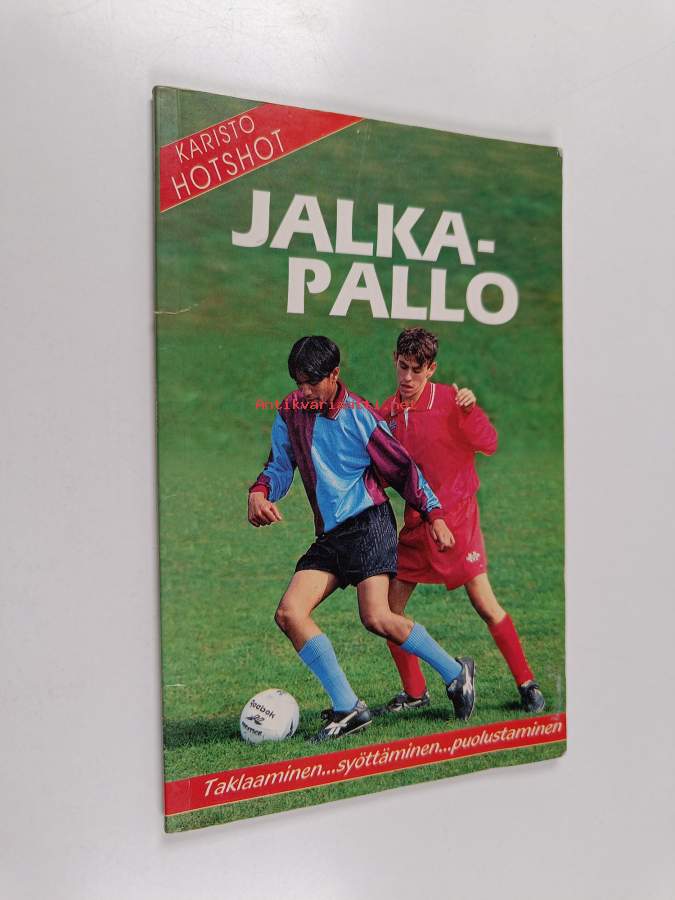 KARISTO
HOTSHOT
JALKA-
PALLO
Antikvariaatti.net
Reebok
Taklaaminen...syöttäminen...puolustaminen